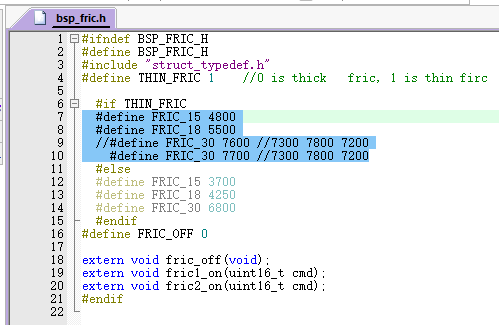 bsp_fric.h
1 #ifndef BSP_FRIC_H
2 #define BSP_FRIC_H
3 #include "struct_typedef.h"
4 #define THIN_FRIC 1    //0 is thick   fric, 1 is thin firc
5
6   #if THIN_FRIC
7   #define FRIC_15 4800
8   #define FRIC_18 5500
9 //#define FRIC_30 7600 //7300 7800 7200
10     #define FRIC_30 7700 //7300 7800 7200
11   #else
12   #define FRIC_15 3700
13   #define FRIC_18 4250
14   #define FRIC_30 6800
15   #endif
16 #define FRIC_OFF 0
17
18 extern void fric_off(void);
19 extern void fric1_on(uint16_t cmd);
20 extern void fric2_on(uint16_t cmd);
21 #endif
22